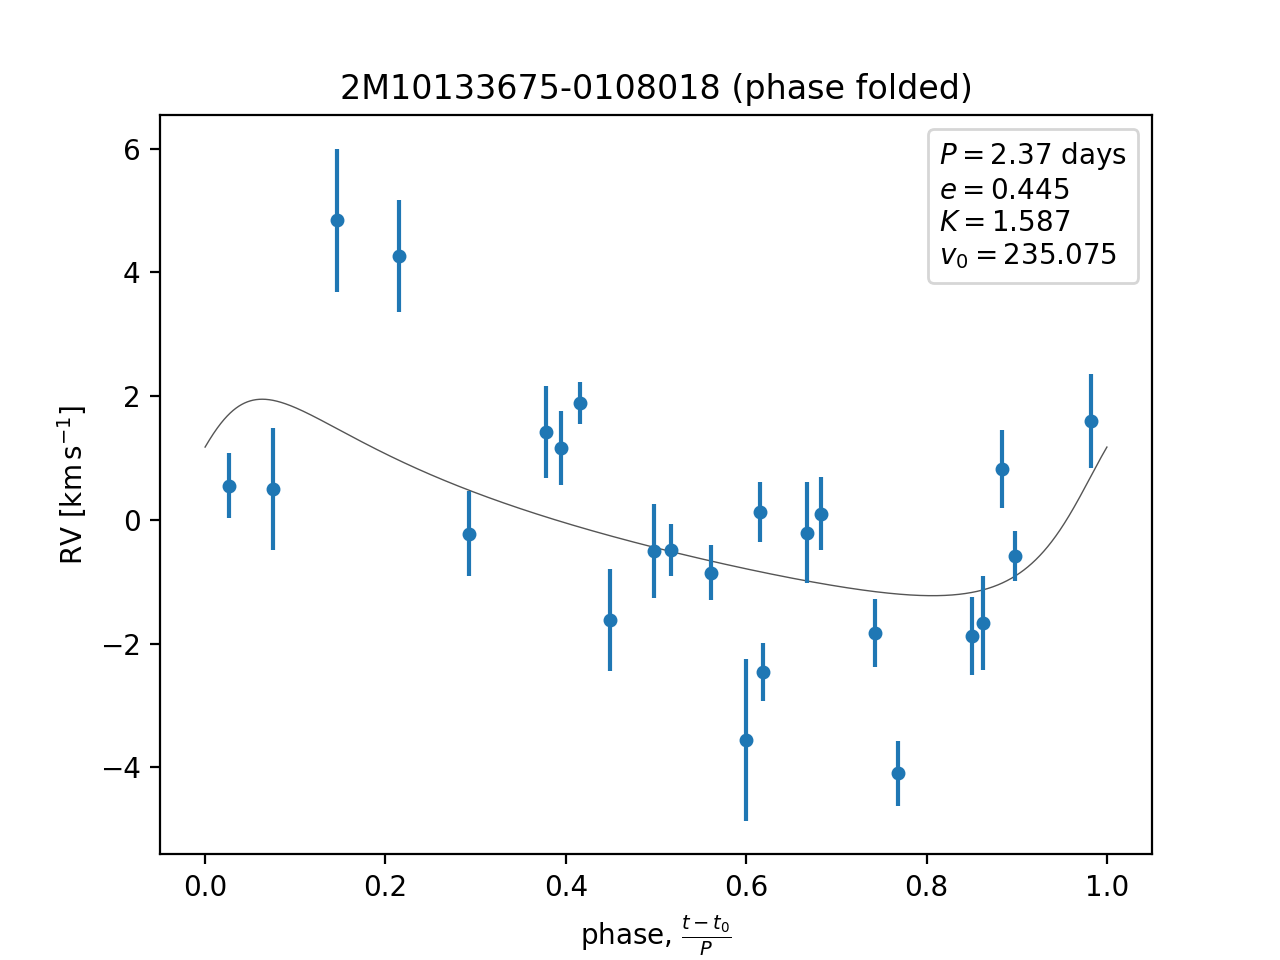 2M10133675-0108018 (phase folded)
P = 2.37 days
e = 0.445
K = 1.587
v₀ = 235.075
6
4
2
0
−2
−4
RV [km s⁻¹]
0.0 0.2 0.4 0.6 0.8 1.0
phase, (t − t₀)/P